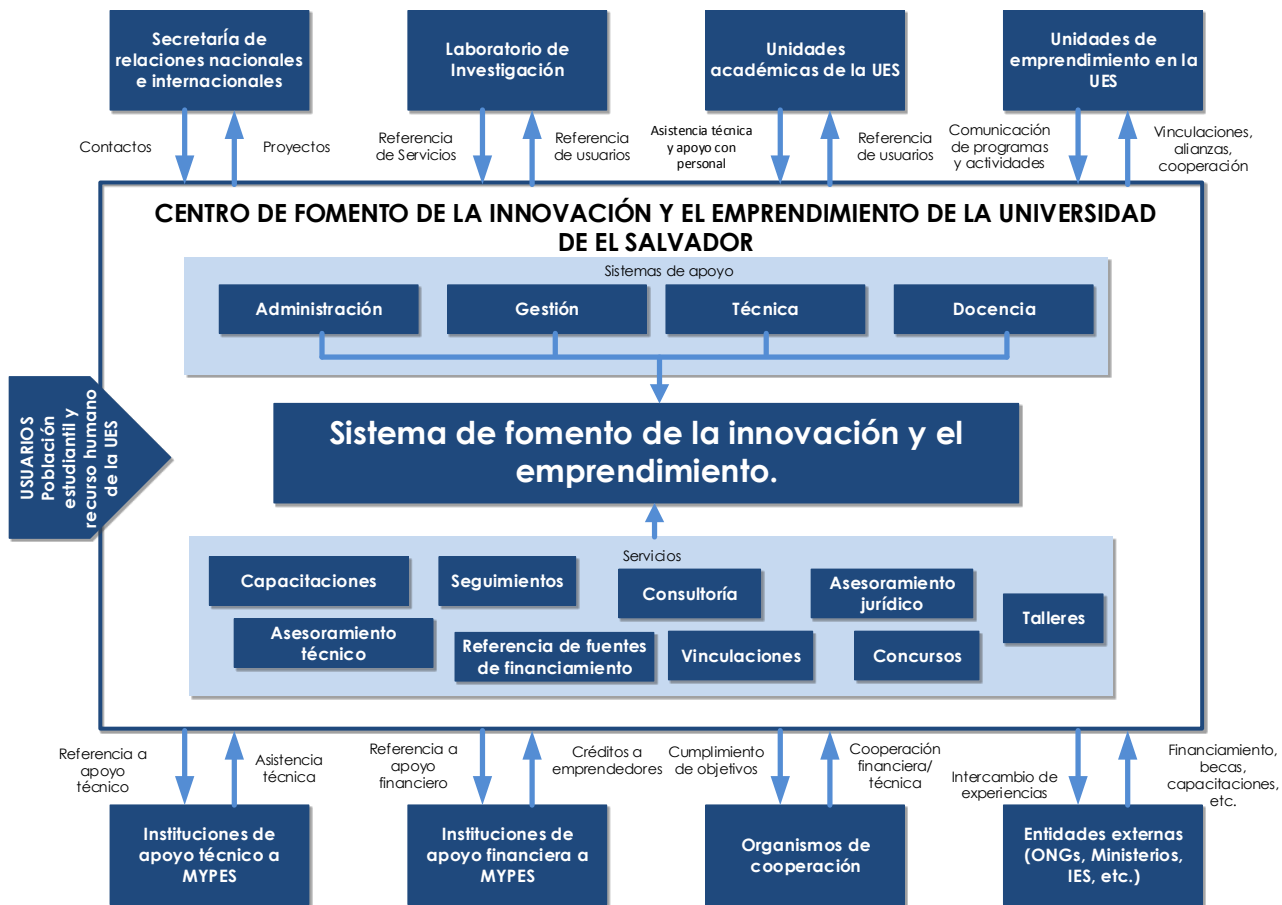 Secretaría de
relaciones nacionales
e internacionales
Laboratorio de
Investigación
Unidades
académicas de la UES
Unidades de
emprendimiento en la
UES
Contactos
Proyectos
Referencia
de Servicios
Referencia
de usuarios
Asistencia técnica
y apoyo con
personal
Referencia
de usuarios
Comunicación
de programas
y actividades
Vinculaciones,
alianzas,
cooperación
CENTRO DE FOMENTO DE LA INNOVACIÓN Y EL EMPRENDIMIENTO DE LA UNIVERSIDAD
DE EL SALVADOR
Sistemas de apoyo
Administración
Gestión
Técnica
Docencia
USUARIOS
Población
estudiantil y
recurso humano
de la UES
Sistema de fomento de la innovación y el
emprendimiento.
Servicios
Capacitaciones
Seguimientos
Consultoría
Asesoramiento
jurídico
Talleres
Asesoramiento
técnico
Referencia de fuentes
de financiamiento
Vinculaciones
Concursos
Referencia a
apoyo
técnico
Asistencia
técnica
Referencia a
apoyo
financiero
Créditos a
emprendedores
Cumplimiento
de objetivos
Cooperación
financiera/
técnica
Intercambio de
experiencias
Financiamiento,
becas,
capacitaciones,
etc.
Instituciones de
apoyo técnico a
MYPES
Instituciones de
apoyo financiera a
MYPES
Organismos de
cooperación
Entidades externas
(ONGs, Ministerios,
IES, etc.)